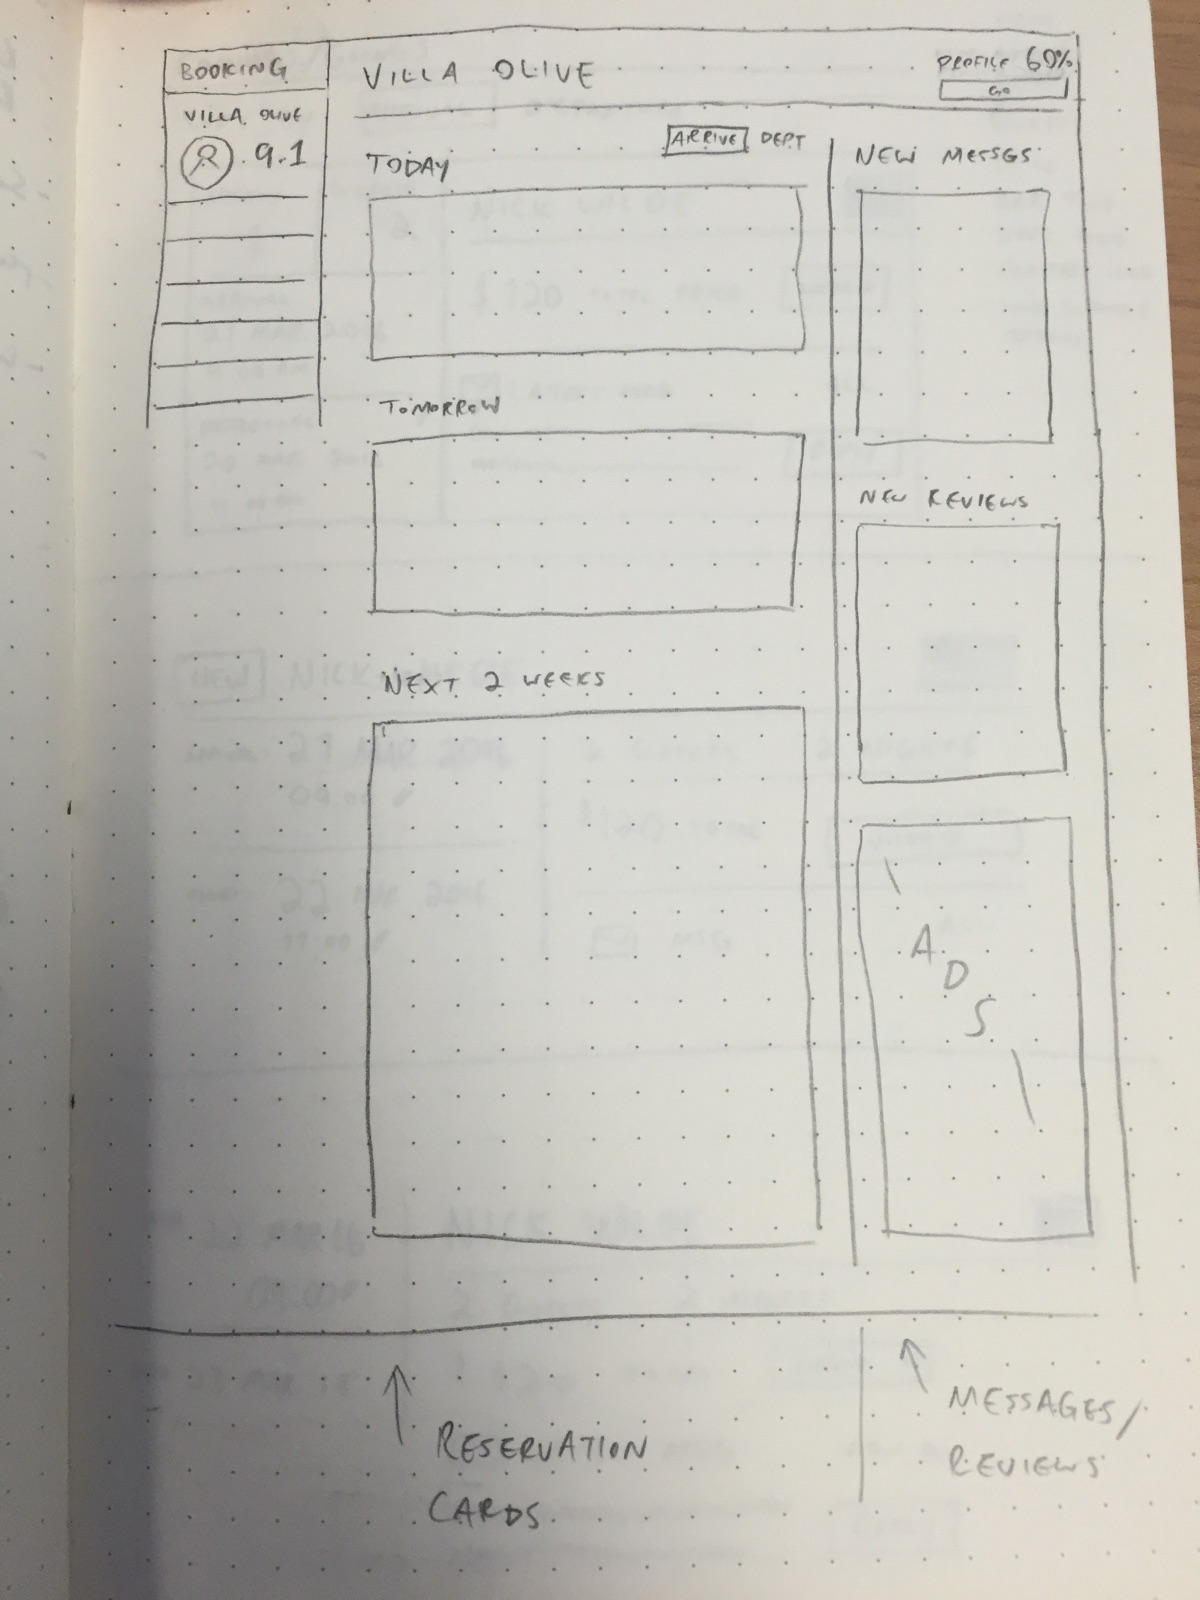 BOOKING
VILLA OLIVE
9.1
VILLA OLIVE
PROFILE 60%
GO
TODAY
ARRIVE DEPT
TOMORROW
NEXT 2 WEEKS
NEW MESSGS
NEW REVIEWS
ADS
RESERVATION
CARDS.
MESSAGES/
REVIEWS